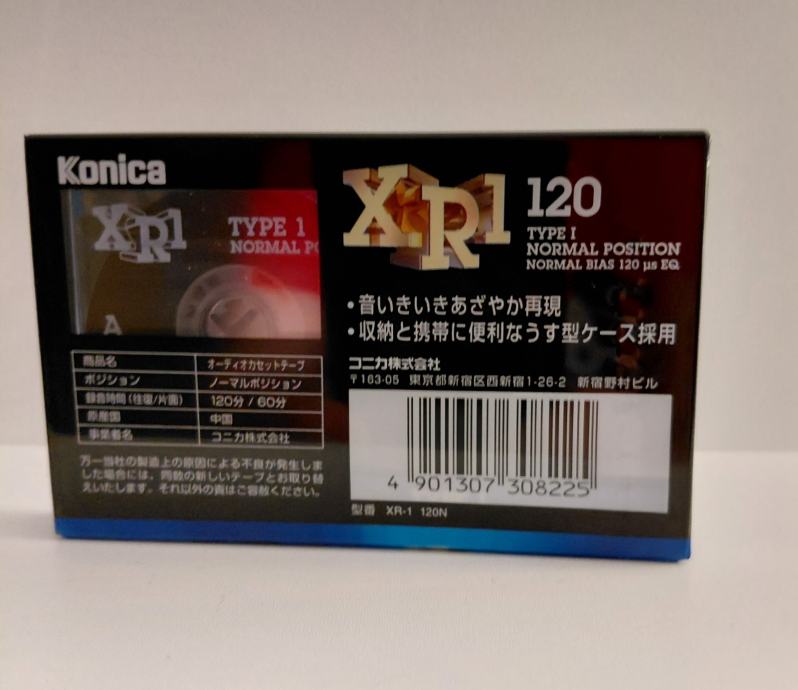 Konica
XR1
TYPE 1
NORMAL PO
A
XR1 120
TYPE I
NORMAL POSITION
NORMAL BIAS 120 μs EQ
・音いきいきあざやか再現
・収納と携帯に便利なうす型ケース採用
コニカ株式会社
〒163-05 東京都新宿区西新宿1-26-2 新宿野村ビル
商品名 オーディオカセットテープ
ポジション ノーマルポジション
録音時間(往復/片面) 120分/60分
原産国 中国
事業者名 コニカ株式会社
万一当社の製造上の原因による不良が発生しま
した場合には、同数の新しいテープとお取り替
えいたします。それ以外の責はご容赦ください。
4 901307 308225
型番 XR-1 120N